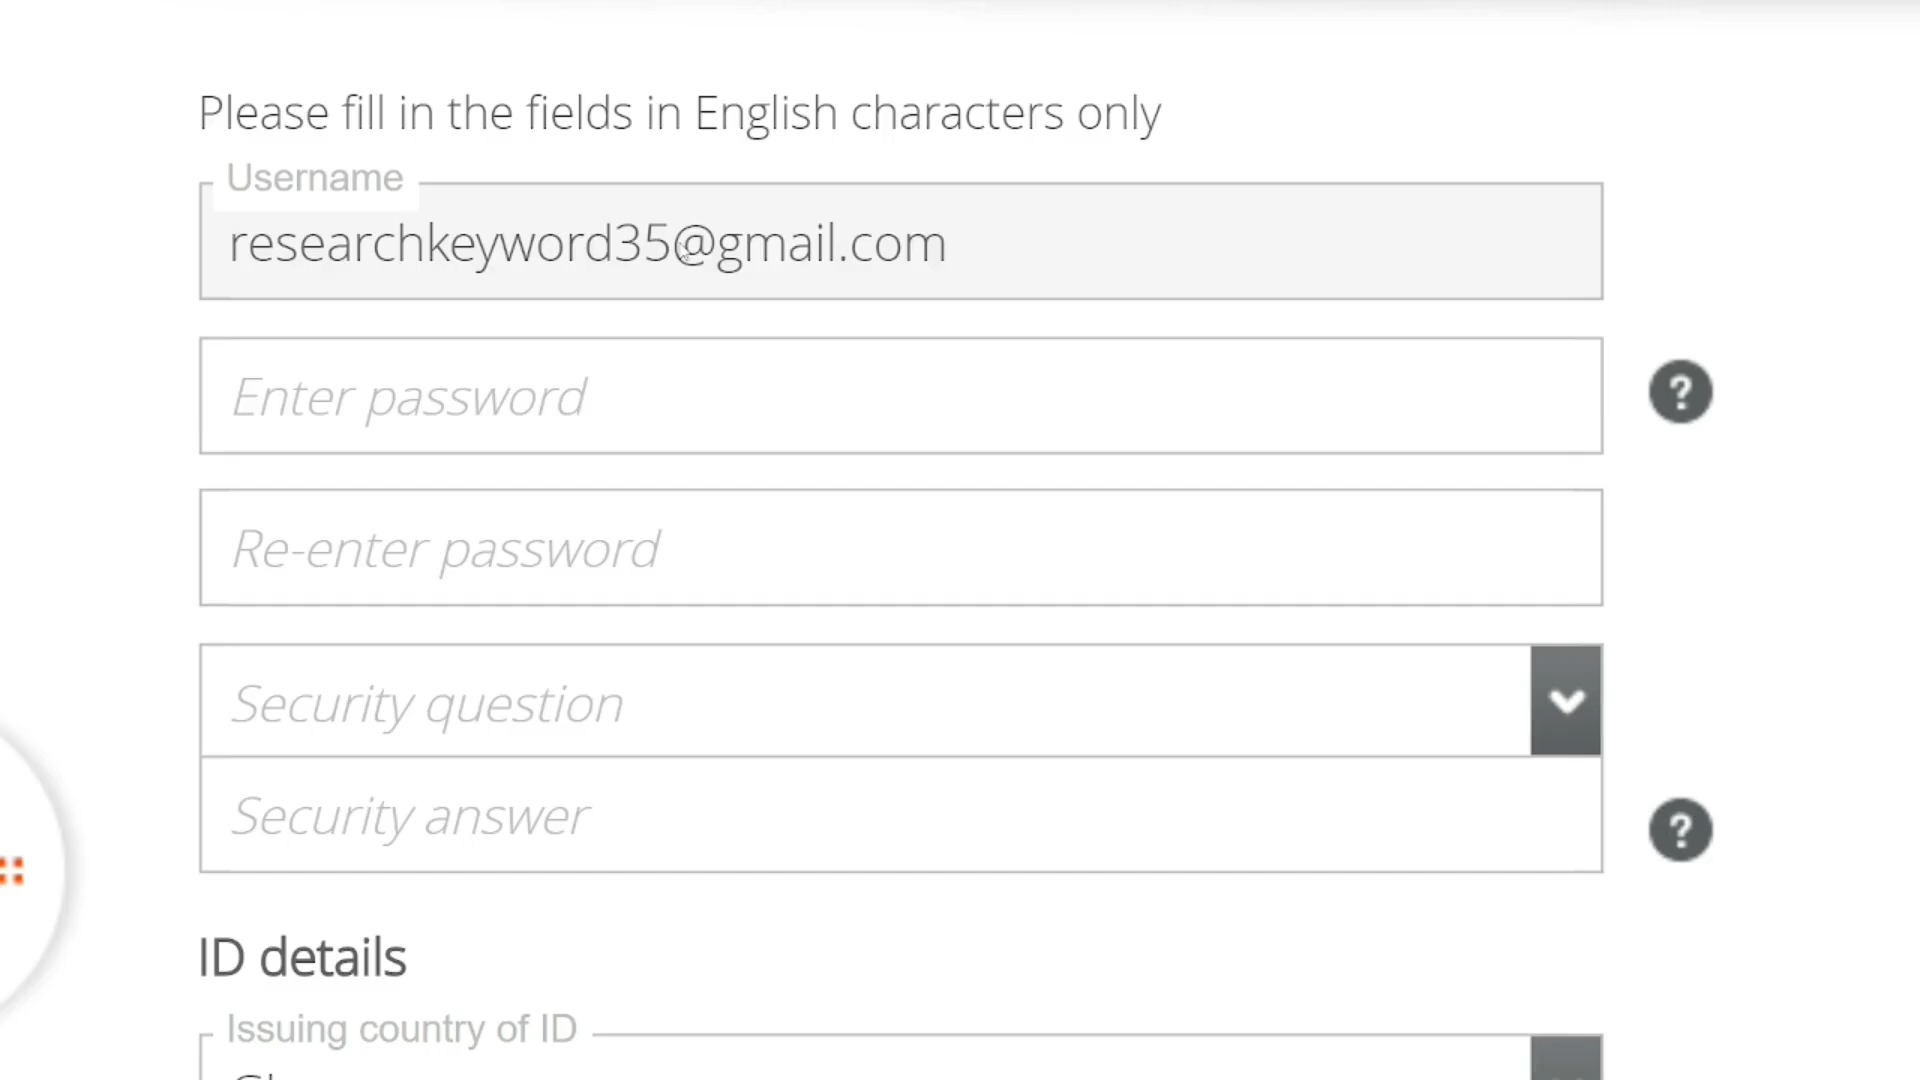 Please fill in the fields in English characters only
Username
researchkeyword35@gmail.com
Enter password
?
Re-enter password
Security question
Security answer
?
ID details
Issuing country of ID